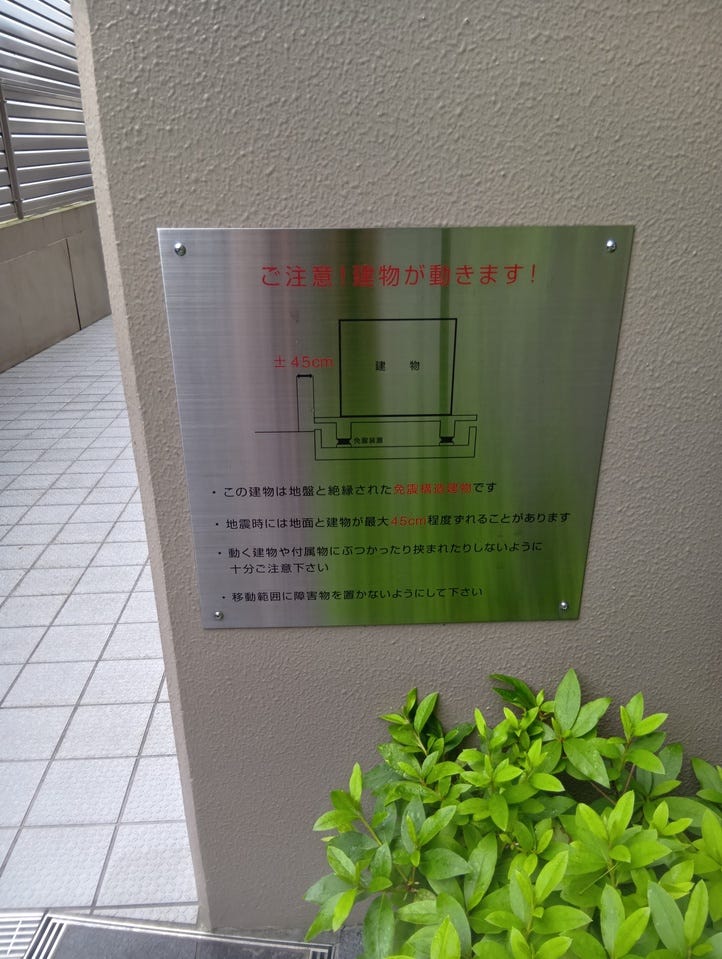 ご注意!建物が動きます!
±45cm
建 物
免震装置
・この建物は地盤と絶縁された免震構造建物です
・地震時には地面と建物が最大45cm程度ずれることがあります
・動く建物や付属物にぶつかったり挟まれたりしないように
十分ご注意下さい
・移動範囲に障害物を置かないようにして下さい